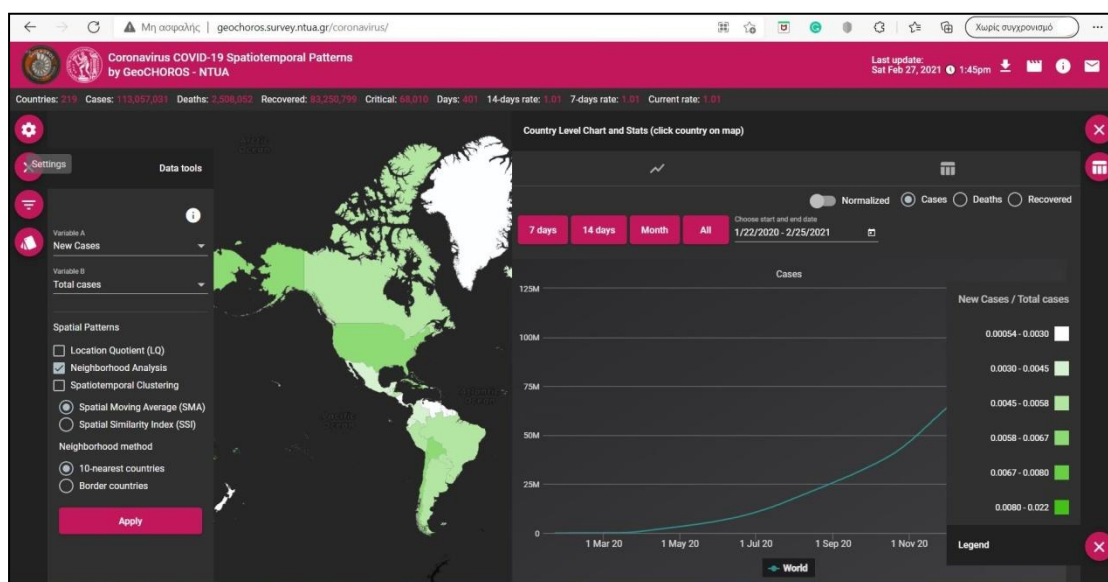 Μη ασφαλής | geochoros.survey.ntua.gr/coronavirus/
Χωρίς συγχρονισμό
Coronavirus COVID-19 Spatiotemporal Patterns
by GeoCHOROS - NTUA
Last update:
Sat Feb 27, 2021 1:45pm
Countries: 219 Cases: 113,057,031 Deaths: 2,508,052 Recovered: 83,250,799 Critical: 68,010 Days: 401 14-days rate: 1.01 7-days rate: 1.01 Current rate: 1.01
Settings
Data tools
Variable A
New Cases
Variable B
Total cases
Spatial Patterns
Location Quotient (LQ)
Neighborhood Analysis
Spatiotemporal Clustering
Spatial Moving Average (SMA)
Spatial Similarity Index (SSI)
Neighborhood method
10-nearest countries
Border countries
Apply
Country Level Chart and Stats (click country on map)
Normalized Cases Deaths Recovered
7 days 14 days Month All
Choose start and end date
1/22/2020 - 2/25/2021
Cases
125M
100M
75M
50M
25M
0
1 Mar 20 1 May 20 1 Jul 20 1 Sep 20 1 Nov 20
World
New Cases / Total cases
0.00054 - 0.0030
0.0030 - 0.0045
0.0045 - 0.0058
0.0058 - 0.0067
0.0067 - 0.0080
0.0080 - 0.022
Legend